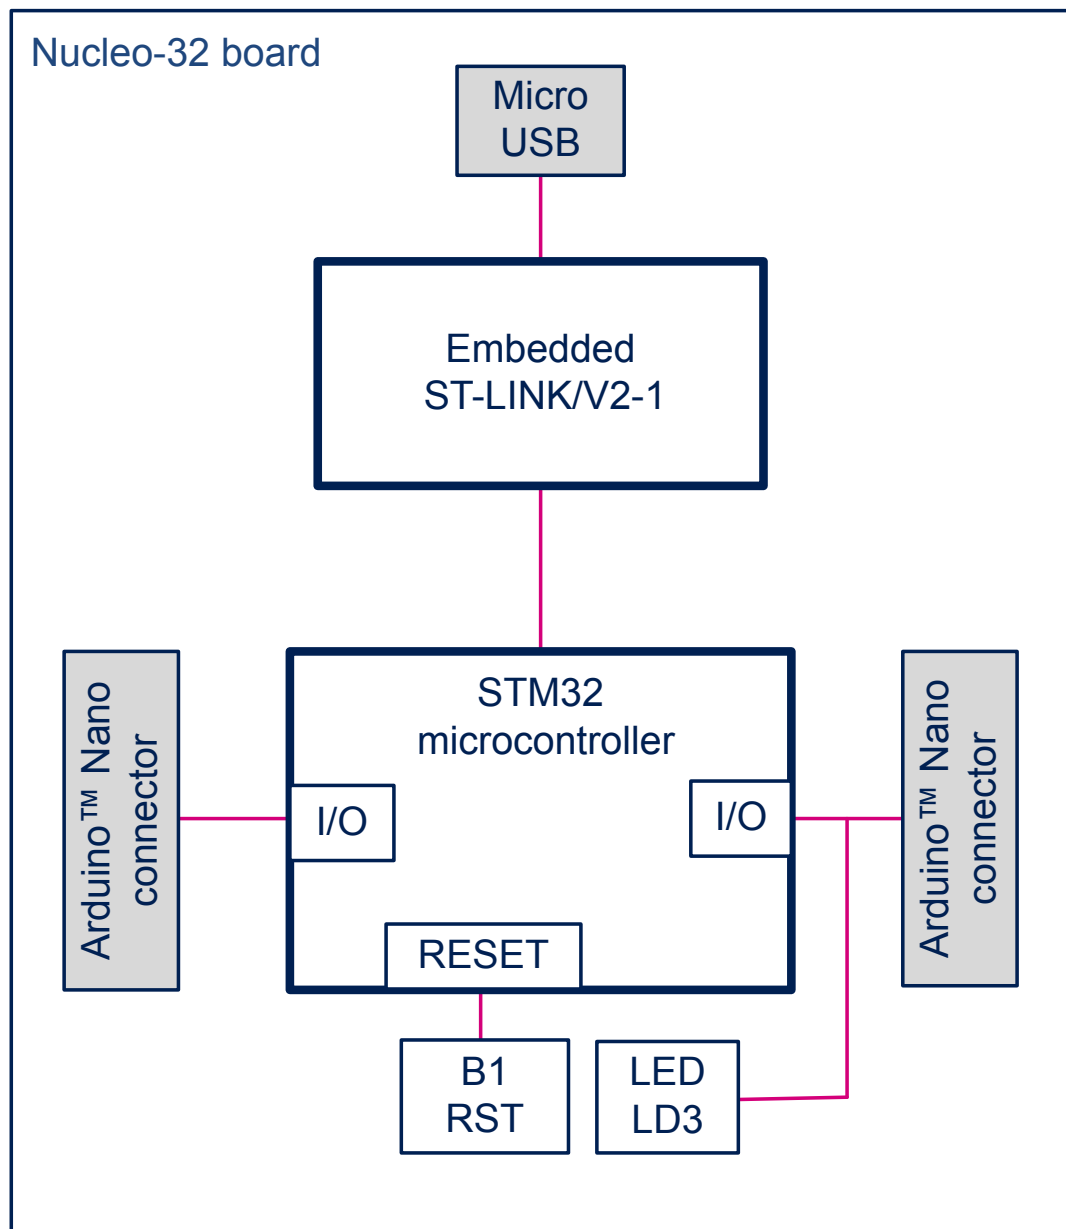 Nucleo-32 board
Micro
USB
Embedded
ST-LINK/V2-1
STM32
microcontroller
Arduino™ Nano
connector
I/O
I/O
Arduino™ Nano
connector
RESET
B1
RST
LED
LD3